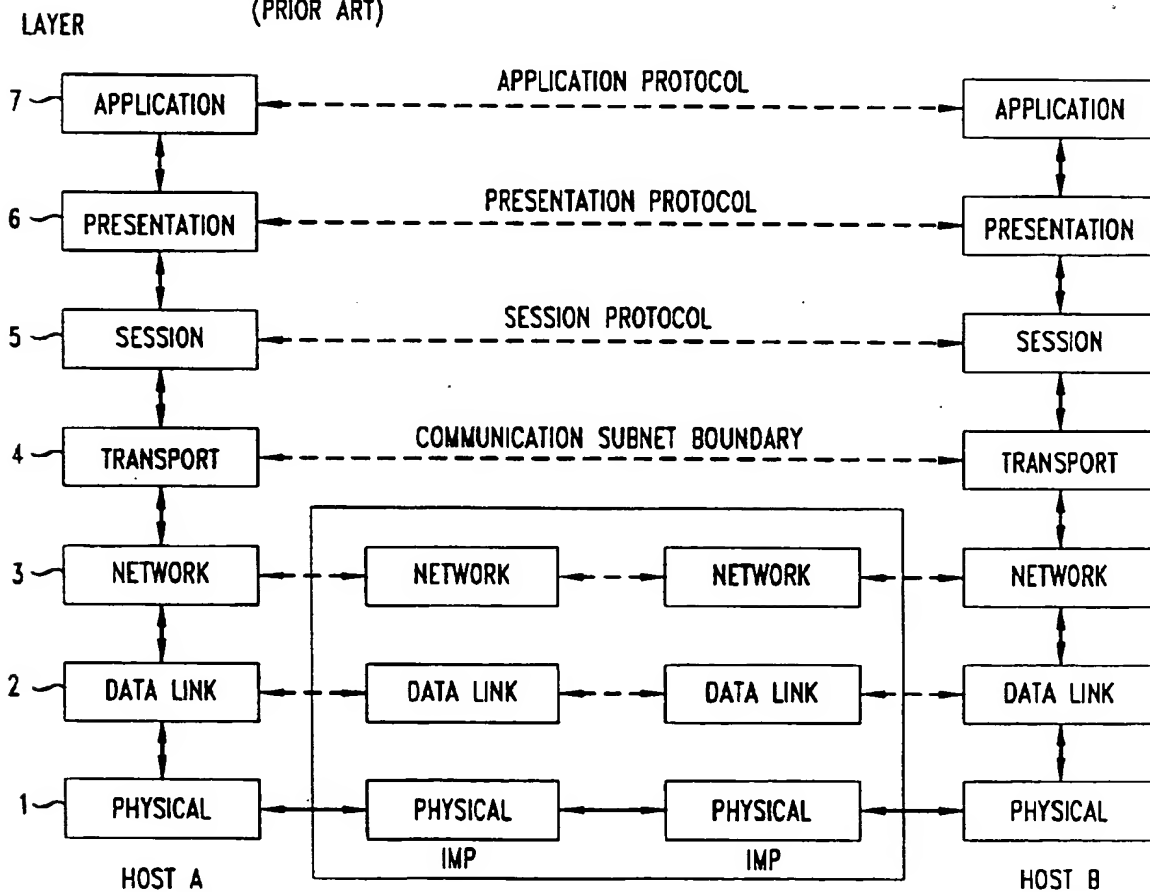 (PRIOR ART)
LAYER
7 APPLICATION APPLICATION PROTOCOL APPLICATION
6 PRESENTATION PRESENTATION PROTOCOL PRESENTATION
5 SESSION SESSION PROTOCOL SESSION
4 TRANSPORT COMMUNICATION SUBNET BOUNDARY TRANSPORT
3 NETWORK NETWORK NETWORK NETWORK
2 DATA LINK DATA LINK DATA LINK DATA LINK
1 PHYSICAL PHYSICAL PHYSICAL PHYSICAL
IMP IMP
HOST A HOST B